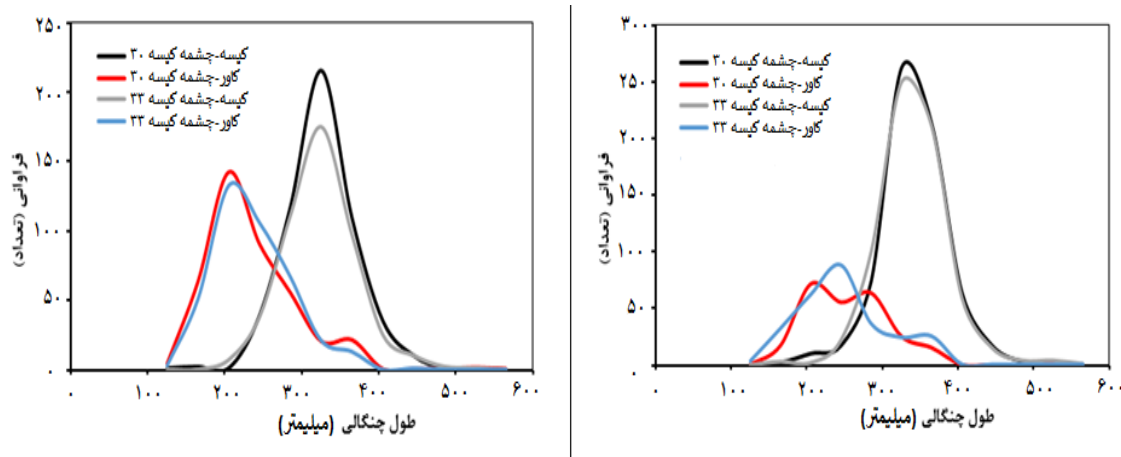 ۲۵۰
۲۰۰
۱۵۰
۱۰۰
۵۰
۰
فراوانی (تعداد)
کیسه-چشمه کیسه ۳۰
کاور-چشمه کیسه ۳۰
کیسه-چشمه کیسه ۳۳
کاور-چشمه کیسه ۳۳
۰ ۱۰۰ ۲۰۰ ۳۰۰ ۴۰۰ ۵۰۰ ۶۰۰
طول چنگالی (میلیمتر)
۳۰۰
۲۵۰
۲۰۰
۱۵۰
۱۰۰
۵۰
۰
فراوانی (تعداد)
کیسه-چشمه کیسه ۳۰
کاور-چشمه کیسه ۳۰
کیسه-چشمه کیسه ۳۳
کاور-چشمه کیسه ۳۳
۰ ۱۰۰ ۲۰۰ ۳۰۰ ۴۰۰ ۵۰۰ ۶۰۰
طول چنگالی (میلیمتر)